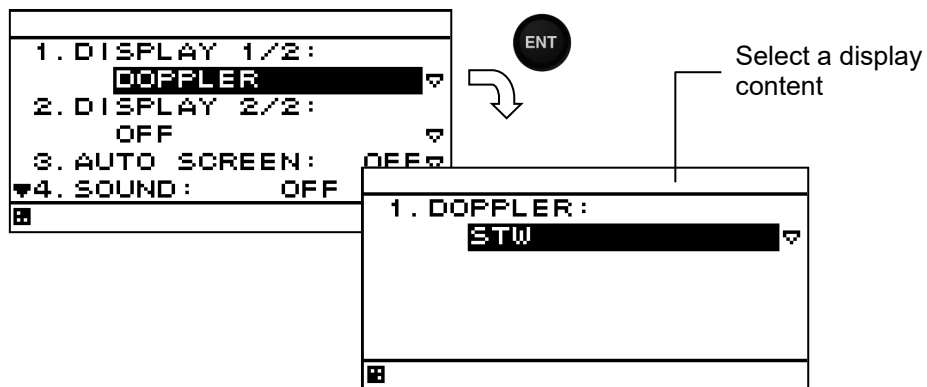 1.DISPLAY 1/2:
DOPPLER
2.DISPLAY 2/2:
OFF
3.AUTO SCREEN: OFF
4.SOUND: OFF
ENT
Select a display
content
1.DOPPLER:
STW